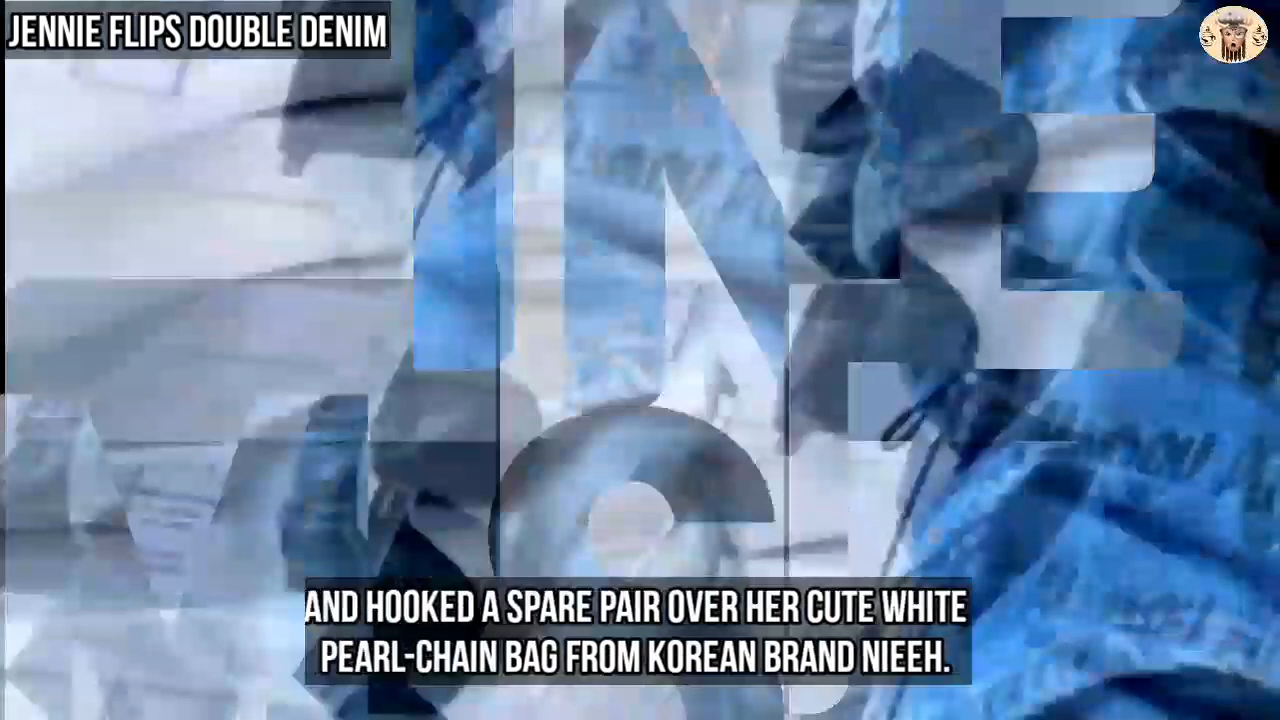 JENNIE FLIPS DOUBLE DENIM
AND HOOKED A SPARE PAIR OVER HER CUTE WHITE
PEARL-CHAIN BAG FROM KOREAN BRAND NIEEH.